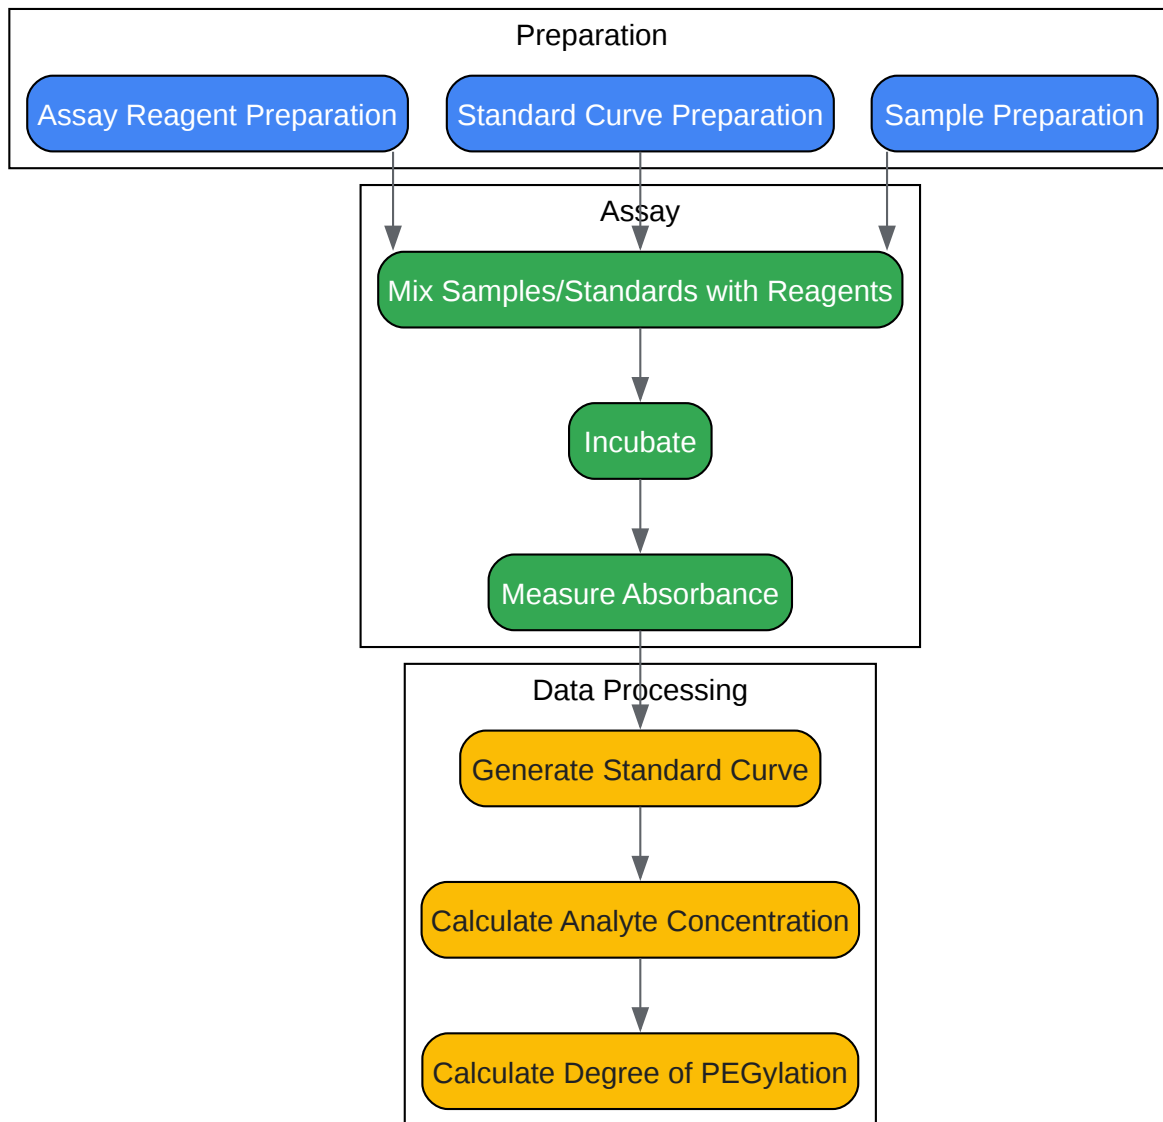 Preparation
Assay Reagent Preparation
Standard Curve Preparation
Sample Preparation
Assay
Mix Samples/Standards with Reagents
Incubate
Measure Absorbance
Data Processing
Generate Standard Curve
Calculate Analyte Concentration
Calculate Degree of PEGylation